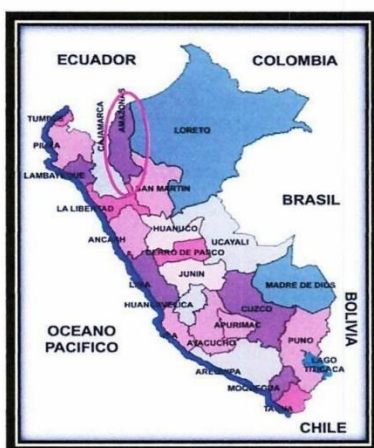 ECUADOR
COLOMBIA
TUMBES
PIURA
CAJAMARCA
AMAZONAS
LORETO
LAMBAYEQUE
SAN MARTIN
LA LIBERTAD
BRASIL
HUANUCO
ANCASH
UCAYALI
CERRO DE PASCO
JUNIN
LIMA
MADRE DE DIOS
HUANCAVELICA
CUZCO
BOLIVIA
OCEANO
PACIFICO
APURIMAC
AYACUCHO
PUNO
LAGO
TITICACA
AREQUIPA
MOQUEGUA
TACNA
CHILE